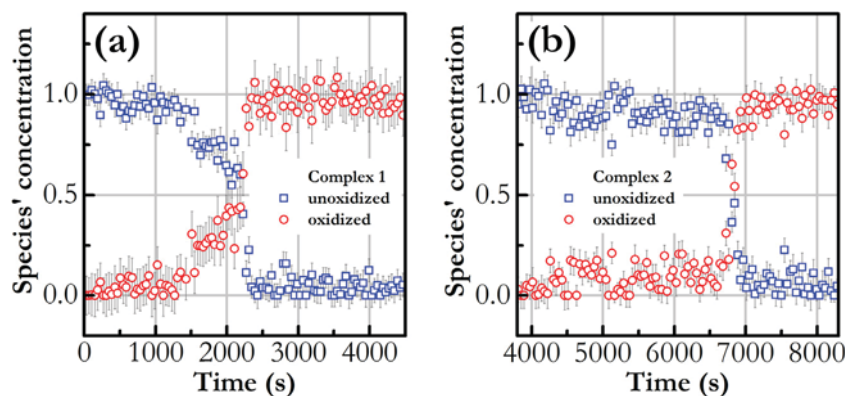 (a)
Species' concentration
1.0
0.5
0.0
Complex 1
unoxidized
oxidized
0 1000 2000 3000 4000
Time (s)
(b)
Species' concentration
1.0
0.5
0.0
Complex 2
unoxidized
oxidized
4000 5000 6000 7000 8000
Time (s)